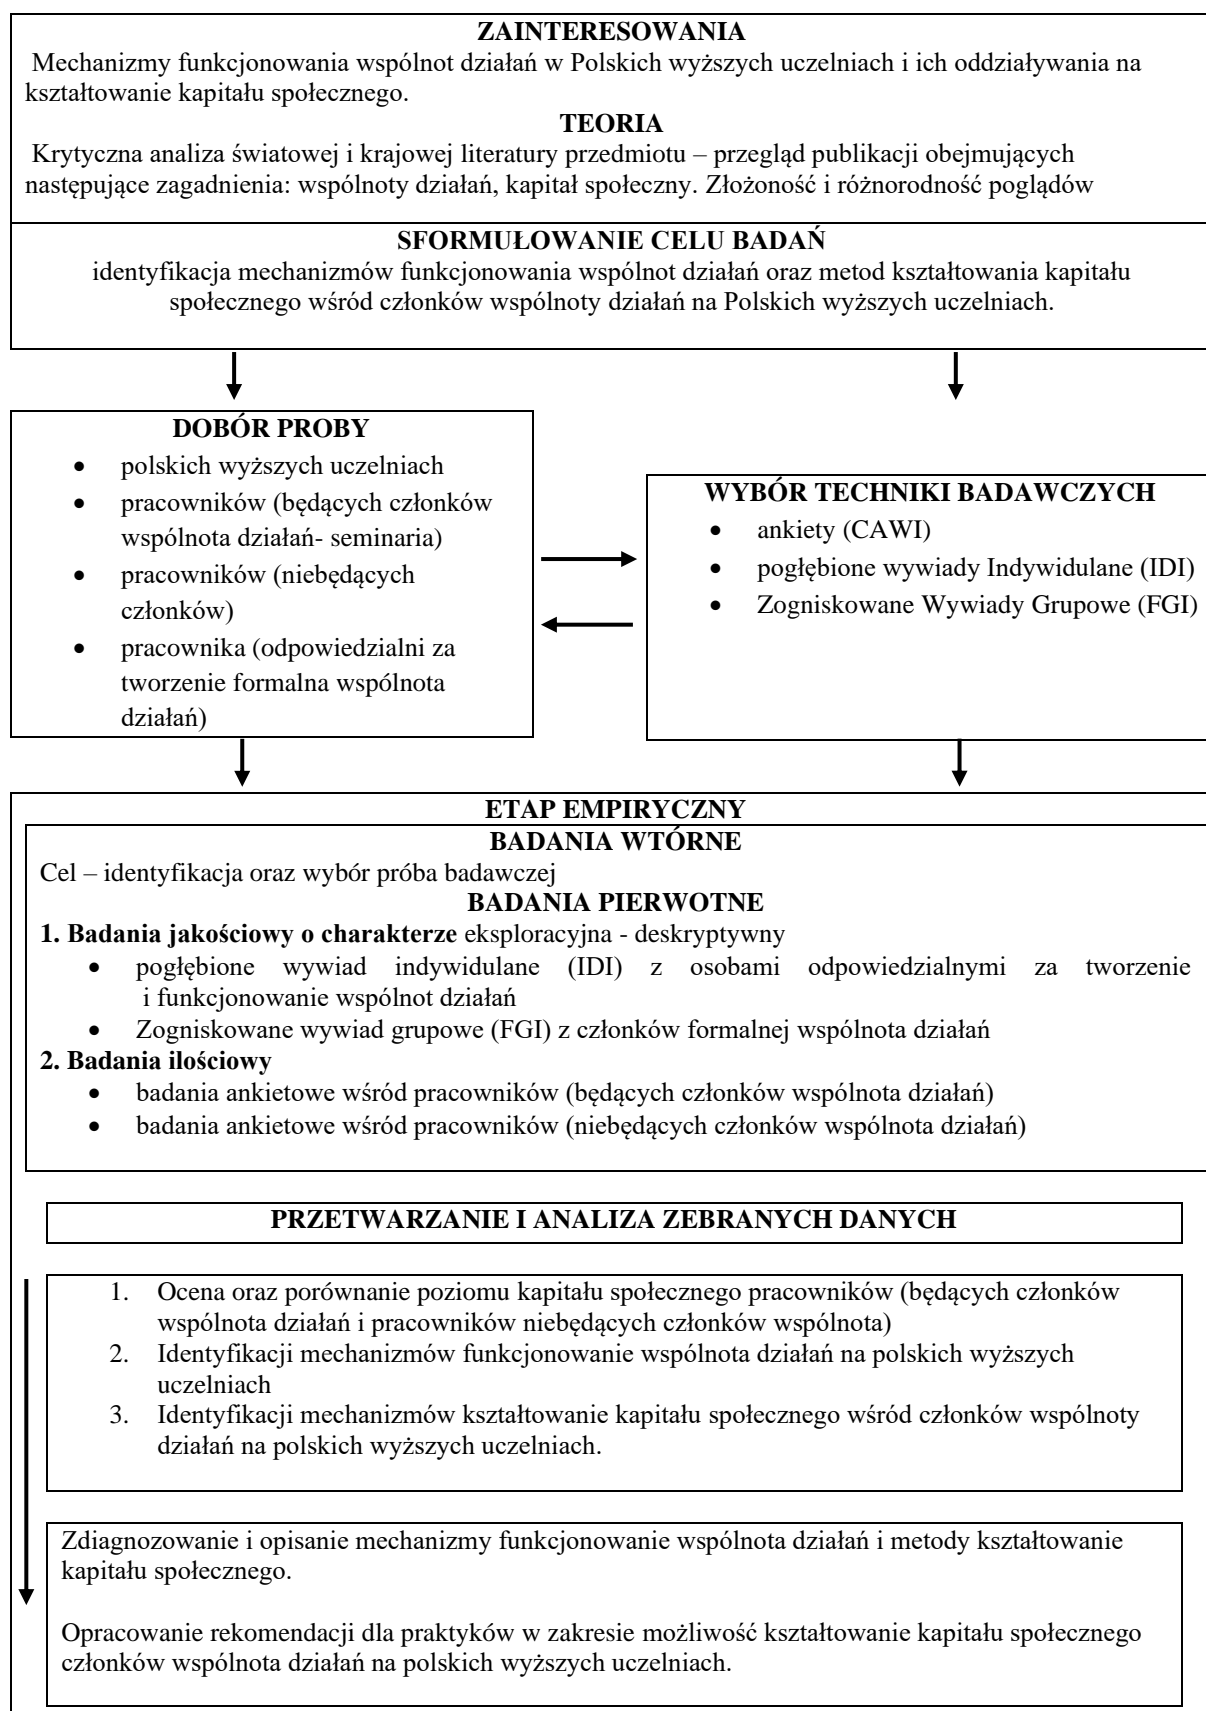 ZAINTERESOWANIA
Mechanizmy funkcjonowania wspólnot działań w Polskich wyższych uczelniach i ich oddziaływania na
kształtowanie kapitału społecznego.
TEORIA
Krytyczna analiza światowej i krajowej literatury przedmiotu – przegląd publikacji obejmujących
następujące zagadnienia: wspólnoty działań, kapitał społeczny. Złożoność i różnorodność poglądów
SFORMUŁOWANIE CELU BADAŃ
identyfikacja mechanizmów funkcjonowania wspólnot działań oraz metod kształtowania kapitału
społecznego wśród członków wspólnoty działań na Polskich wyższych uczelniach.
DOBÓR PROBY
• polskich wyższych uczelniach
• pracowników (będących członków
wspólnota działań- seminaria)
• pracowników (niebędących
członków)
• pracownika (odpowiedzialni za
tworzenie formalna wspólnota
działań)
WYBÓR TECHNIKI BADAWCZYCH
• ankiety (CAWI)
• pogłębione wywiady Indywidulane (IDI)
• Zogniskowane Wywiady Grupowe (FGI)
ETAP EMPIRYCZNY
BADANIA WTÓRNE
Cel – identyfikacja oraz wybór próba badawczej
BADANIA PIERWOTNE
1. Badania jakościowy o charakterze eksploracyjna - deskryptywny
• pogłębione wywiad indywidulane (IDI) z osobami odpowiedzialnymi za tworzenie
i funkcjonowanie wspólnot działań
• Zogniskowane wywiad grupowe (FGI) z członków formalnej wspólnota działań
2. Badania ilościowy
• badania ankietowe wśród pracowników (będących członków wspólnota działań)
• badania ankietowe wśród pracowników (niebędących członków wspólnota działań)
PRZETWARZANIE I ANALIZA ZEBRANYCH DANYCH
1. Ocena oraz porównanie poziomu kapitału społecznego pracowników (będących członków
wspólnota działań i pracowników niebędących członków wspólnota)
2. Identyfikacji mechanizmów funkcjonowanie wspólnota działań na polskich wyższych
uczelniach
3. Identyfikacji mechanizmów kształtowanie kapitału społecznego wśród członków wspólnoty
działań na polskich wyższych uczelniach.
Zdiagnozowanie i opisanie mechanizmy funkcjonowanie wspólnota działań i metody kształtowanie
kapitału społecznego.
Opracowanie rekomendacji dla praktyków w zakresie możliwość kształtowanie kapitału społecznego
członków wspólnota działań na polskich wyższych uczelniach.